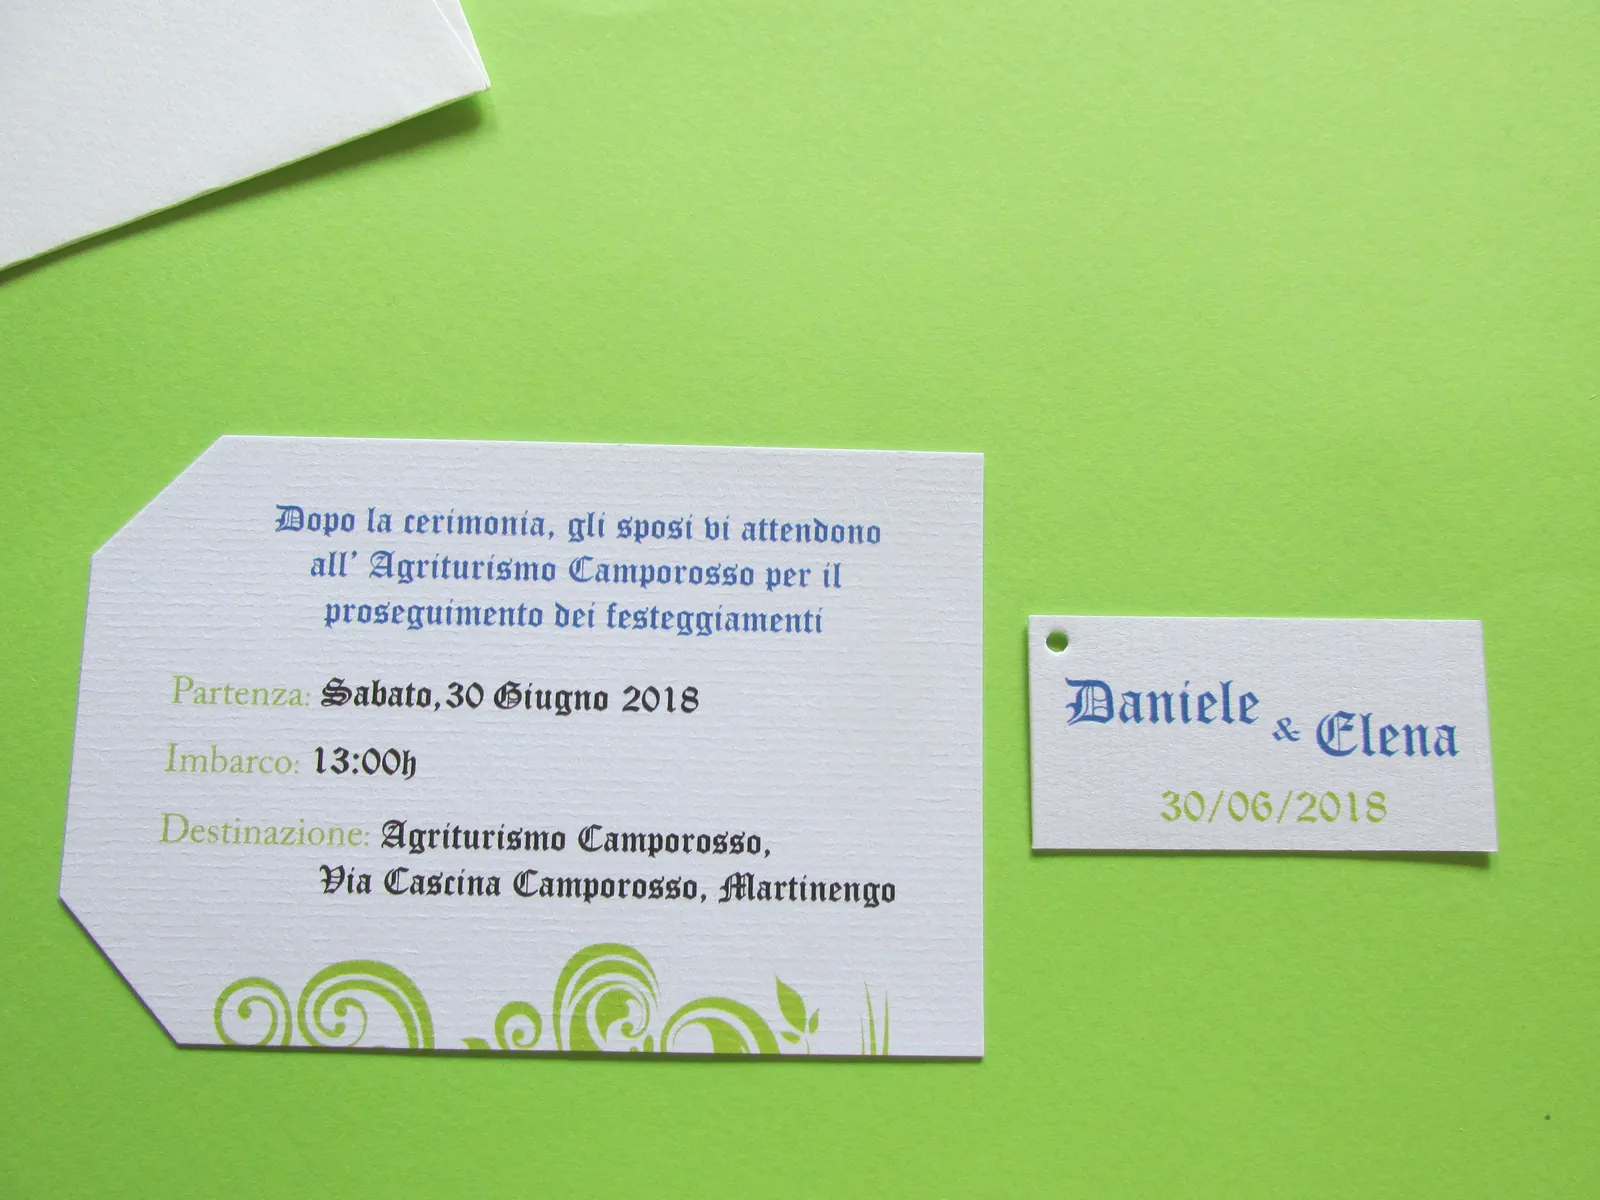 Dopo la cerimonia, gli sposi vi attendono
all' Agriturismo Camporosso per il
proseguimento dei festeggiamenti
Partenza: Sabato, 30 Giugno 2018
Imbarco: 13:00h
Destinazione: Agriturismo Camporosso,
Via Cascina Camporosso, Martinengo
Daniele & Elena
30/06/2018